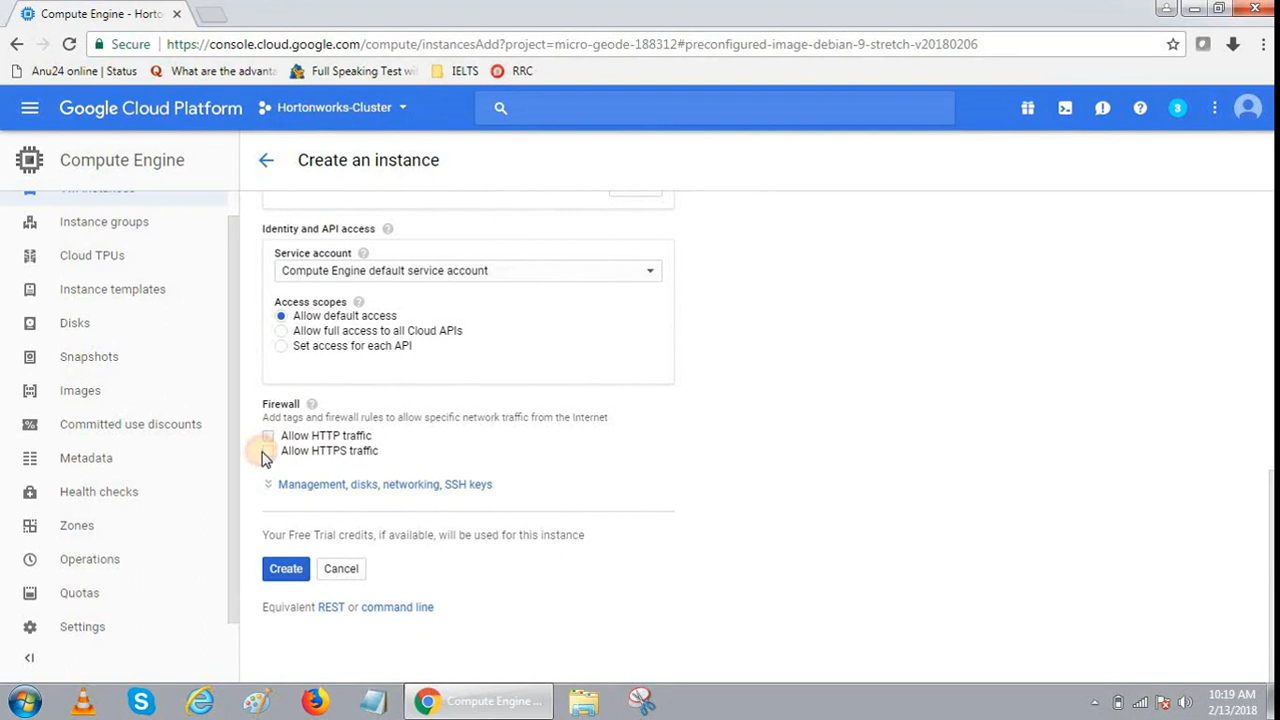 Compute Engine - Horto
Secure
https://console.cloud.google.com/compute/instancesAdd?project=micro-geode-188312#preconfigured-image-debian-9-stretch-v20180206
Anu24 online | Status
What are the advanta
Full Speaking Test wi
IELTS
RRC
Google Cloud Platform
Hortonworks-Cluster
3
Compute Engine
Create an instance
Instance groups
Cloud TPUs
Instance templates
Disks
Snapshots
Images
Committed use discounts
Metadata
Health checks
Zones
Operations
Quotas
Settings
Identity and API access
Service account
Compute Engine default service account
Access scopes
Allow default access
Allow full access to all Cloud APIs
Set access for each API
Firewall
Add tags and firewall rules to allow specific network traffic from the Internet
Allow HTTP traffic
Allow HTTPS traffic
Management, disks, networking, SSH keys
Your Free Trial credits, if available, will be used for this instance
Create
Cancel
Equivalent REST or command line
Compute Engine ...
10:19 AM
2/13/2018